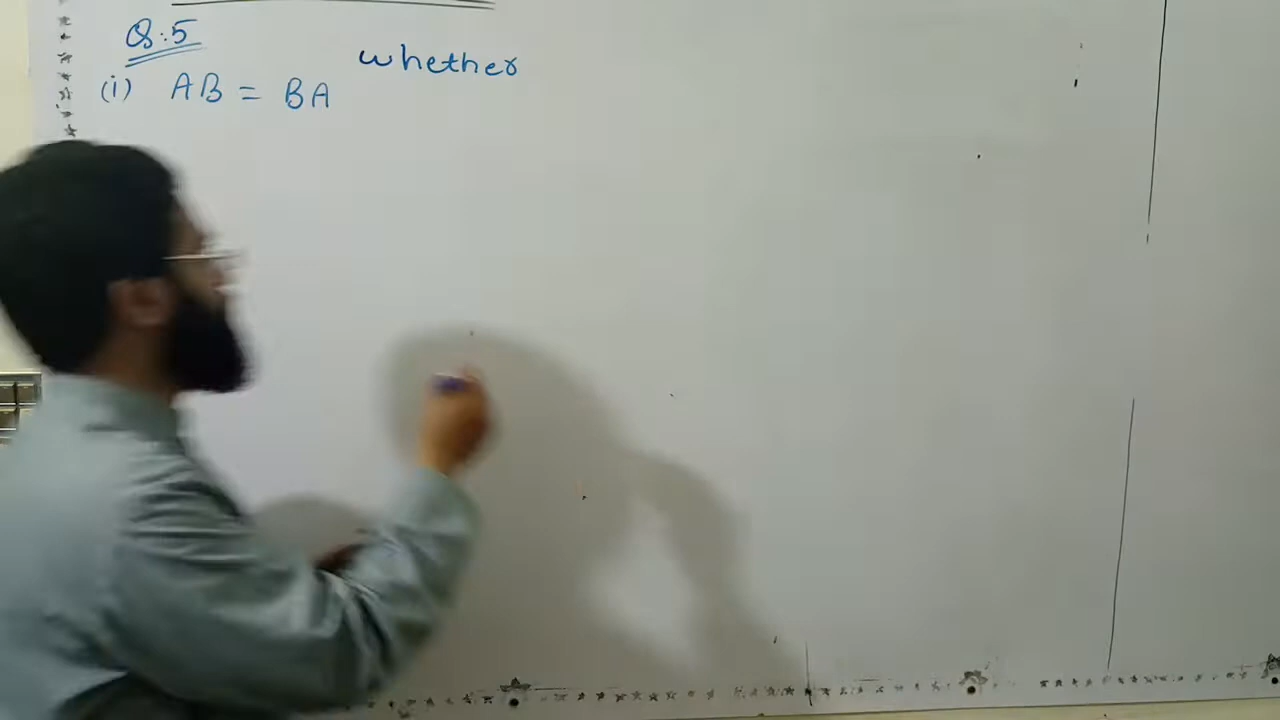 Q:5
whether
(i) AB = BA